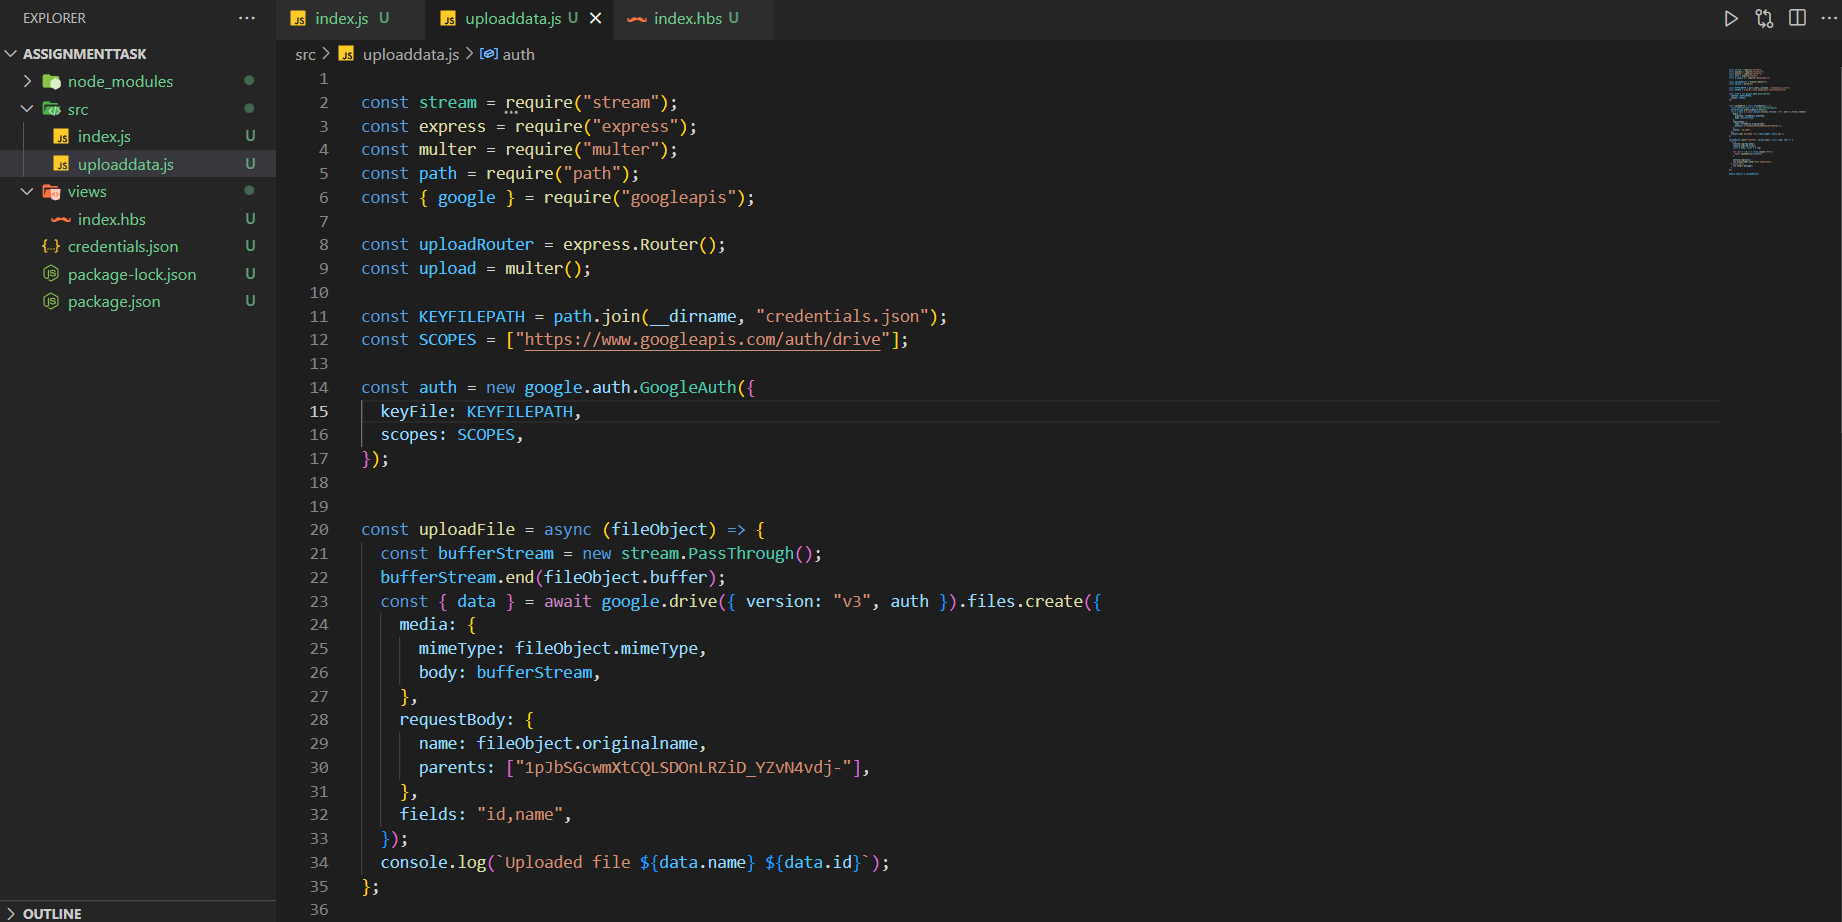 EXPLORER
ASSIGNMENTTASK
node_modules
src
index.js U
uploaddata.js U
views
index.hbs U
credentials.json U
package-lock.json U
package.json U
OUTLINE
index.js U
uploaddata.js U
index.hbs U
src > uploaddata.js > auth
1
2 const stream = require("stream");
3 const express = require("express");
4 const multer = require("multer");
5 const path = require("path");
6 const { google } = require("googleapis");
7
8 const uploadRouter = express.Router();
9 const upload = multer();
10
11 const KEYFILEPATH = path.join(__dirname, "credentials.json");
12 const SCOPES = ["https://www.googleapis.com/auth/drive"];
13
14 const auth = new google.auth.GoogleAuth({
15   keyFile: KEYFILEPATH,
16   scopes: SCOPES,
17 });
18
19
20 const uploadFile = async (fileObject) => {
21   const bufferStream = new stream.PassThrough();
22   bufferStream.end(fileObject.buffer);
23   const { data } = await google.drive({ version: "v3", auth }).files.create({
24     media: {
25       mimeType: fileObject.mimeType,
26       body: bufferStream,
27     },
28     requestBody: {
29       name: fileObject.originalname,
30       parents: ["1pJbSGcwmXtCQLSDOnLRZiD_YZvN4vdj-"],
31     },
32     fields: "id,name",
33   });
34   console.log(`Uploaded file ${data.name} ${data.id}`);
35 };
36